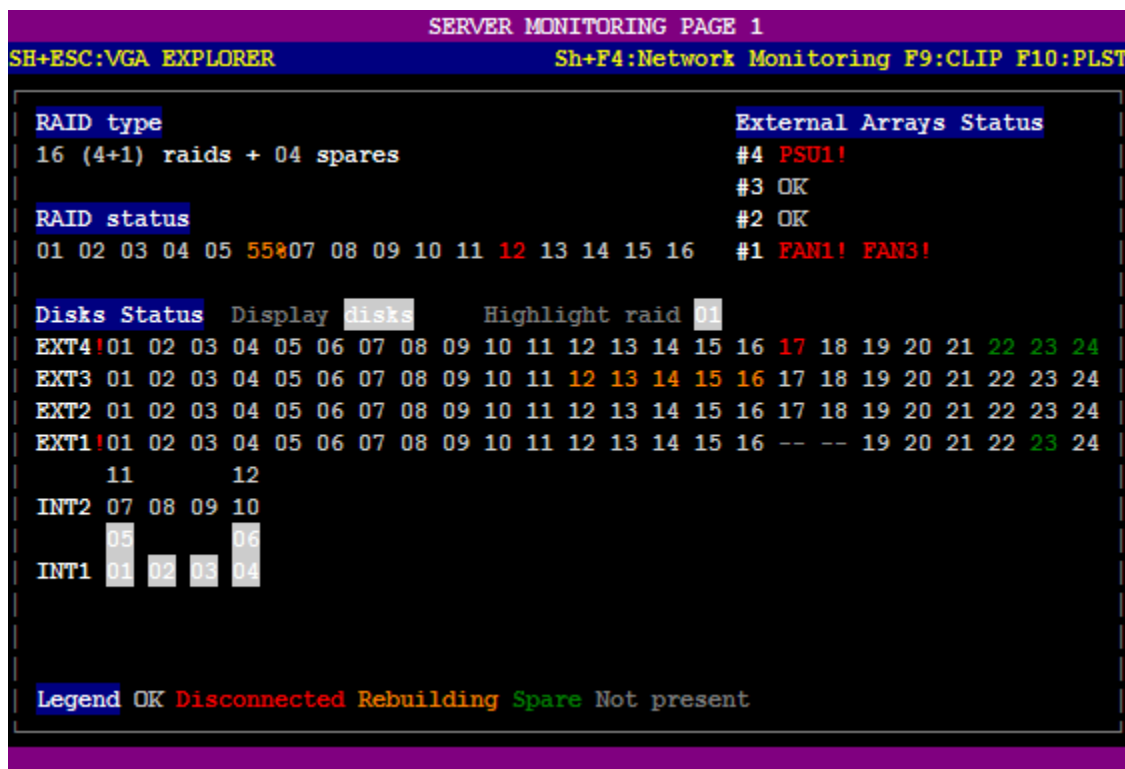 SERVER MONITORING PAGE 1
SH+ESC:VGA EXPLORER Sh+F4:Network Monitoring F9:CLIP F10:PLST
RAID type External Arrays Status
16 (4+1) raids + 04 spares #4 PSU1!
#3 OK
RAID status #2 OK
01 02 03 04 05 55%07 08 09 10 11 12 13 14 15 16 #1 FAN1! FAN3!
Disks Status Display disks Highlight raid 01
EXT4!01 02 03 04 05 06 07 08 09 10 11 12 13 14 15 16 17 18 19 20 21 22 23 24
EXT3 01 02 03 04 05 06 07 08 09 10 11 12 13 14 15 16 17 18 19 20 21 22 23 24
EXT2 01 02 03 04 05 06 07 08 09 10 11 12 13 14 15 16 17 18 19 20 21 22 23 24
EXT1!01 02 03 04 05 06 07 08 09 10 11 12 13 14 15 16 -- -- 19 20 21 22 23 24
11 12
INT2 07 08 09 10
05 06
INT1 01 02 03 04
Legend OK Disconnected Rebuilding Spare Not present